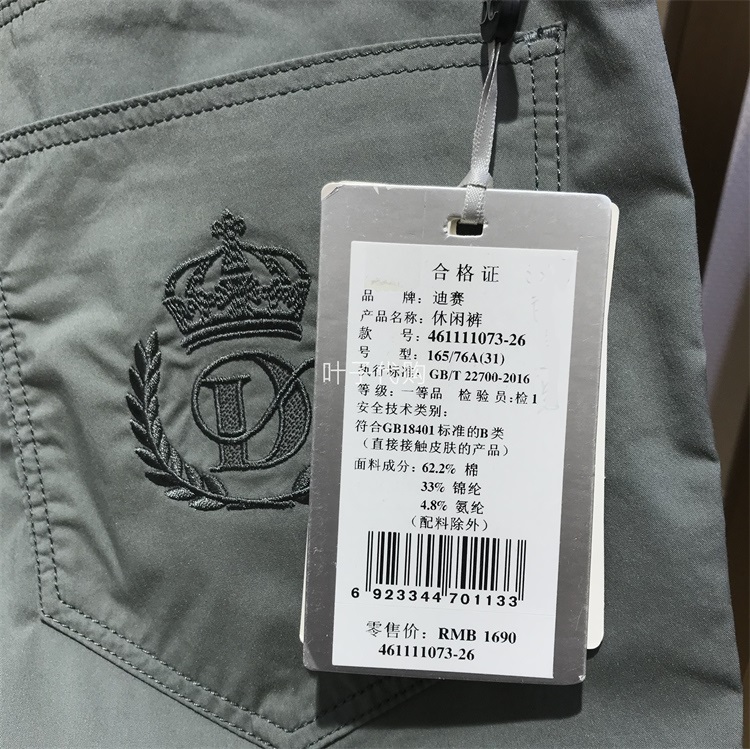 合格证
品 牌：迪赛
产品名称：休闲裤
款 号：461111073-26
号 型：165/76A(31)
执行标准：GB/T 22700-2016
等级：一等品 检验员：检1
安全技术类别：
符合GB18401标准的B类
（直接接触皮肤的产品）
面料成分：62.2% 棉
33% 锦纶
4.8% 氨纶
（配料除外）
6 923344 701133
零售价：RMB 1690
461111073-26
D
叶子代购